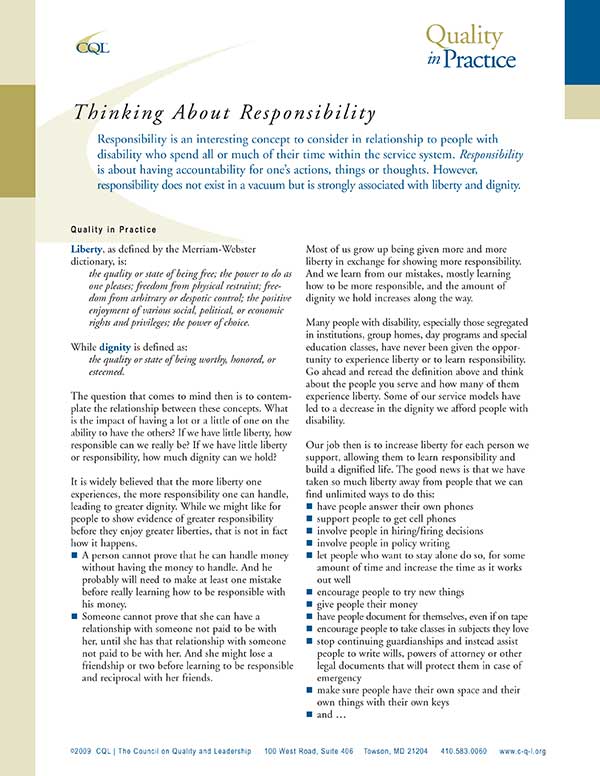 CQL
Quality
in Practice
Thinking About Responsibility
Responsibility is an interesting concept to consider in relationship to people with
disability who spend all or much of their time within the service system. Responsibility
is about having accountability for one's actions, things or thoughts. However,
responsibility does not exist in a vacuum but is strongly associated with liberty and dignity.
Quality in Practice
Liberty, as defined by the Merriam-Webster
dictionary, is:
the quality or state of being free; the power to do as
one pleases; freedom from physical restraint; free-
dom from arbitrary or despotic control; the positive
enjoyment of various social, political, or economic
rights and privileges; the power of choice.
While dignity is defined as:
the quality or state of being worthy, honored, or
esteemed.
The question that comes to mind then is to contem-
plate the relationship between these concepts. What
is the impact of having a lot or a little of one on the
ability to have the others? If we have little liberty, how
responsible can we really be? If we have little liberty
or responsibility, how much dignity can we hold?
It is widely believed that the more liberty one
experiences, the more responsibility one can handle,
leading to greater dignity. While we might like for
people to show evidence of greater responsibility
before they enjoy greater liberties, that is not in fact
how it happens.
■ A person cannot prove that he can handle money
without having the money to handle. And he
probably will need to make at least one mistake
before really learning how to be responsible with
his money.
■ Someone cannot prove that she can have a
relationship with someone not paid to be with
her, until she has that relationship with someone
not paid to be with her. And she might lose a
friendship or two before learning to be responsible
and reciprocal with her friends.
Most of us grow up being given more and more
liberty in exchange for showing more responsibility.
And we learn from our mistakes, mostly learning
how to be more responsible, and the amount of
dignity we hold increases along the way.
Many people with disability, especially those segregated
in institutions, group homes, day programs and special
education classes, have never been given the oppor-
tunity to experience liberty or to learn responsibility.
Go ahead and reread the definition above and think
about the people you serve and how many of them
experience liberty. Some of our service models have
led to a decrease in the dignity we afford people with
disability.
Our job then is to increase liberty for each person we
support, allowing them to learn responsibility and
build a dignified life. The good news is that we have
taken so much liberty away from people that we can
find unlimited ways to do this:
■ have people answer their own phones
■ support people to get cell phones
■ involve people in hiring/firing decisions
■ involve people in policy writing
■ let people who want to stay alone do so, for some
amount of time and increase the time as it works
out well
■ encourage people to try new things
■ give people their money
■ have people document for themselves, even if on tape
■ encourage people to take classes in subjects they love
■ stop continuing guardianships and instead assist
people to write wills, powers of attorney or other
legal documents that will protect them in case of
emergency
■ make sure people have their own space and their
own things with their own keys
■ and …
©2009 CQL | The Council on Quality and Leadership 100 West Road, Suite 406 Towson, MD 21204 410.583.0060 www.c-q-l.org